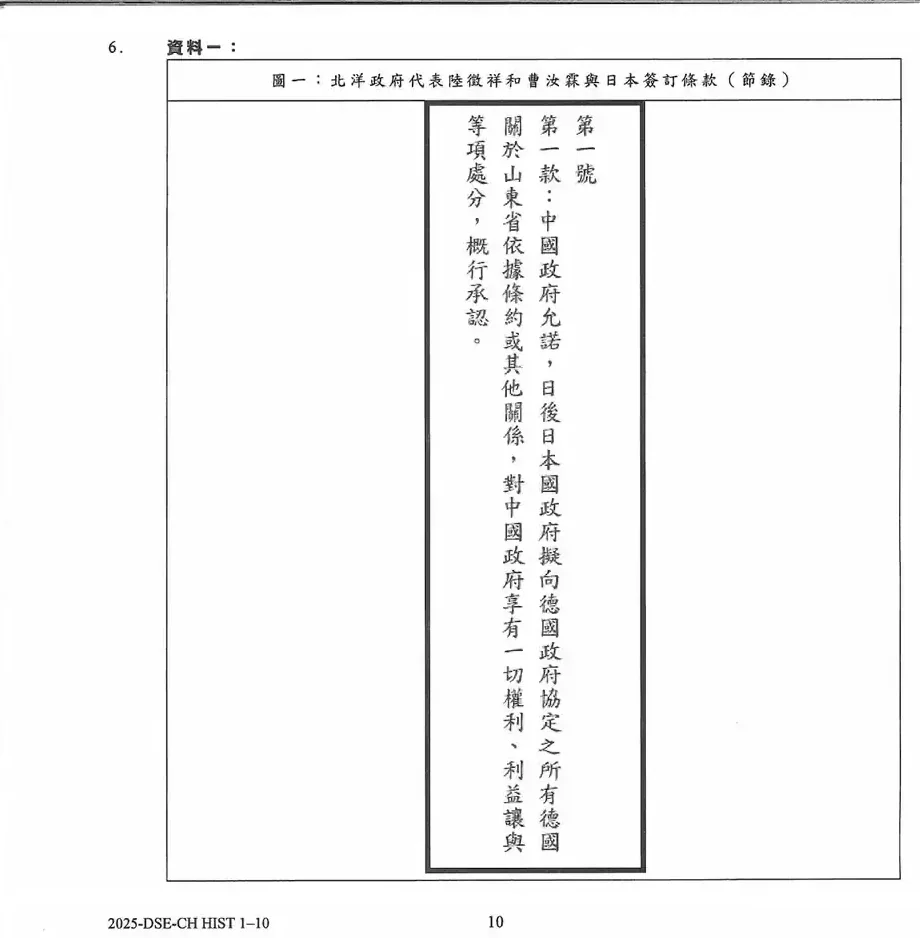 6. 資料一：
圖一：北洋政府代表陸徵祥和曹汝霖與日本簽訂條款（節錄）
第一號
第一款：中國政府允諾，日後日本國政府擬向德國政府協定之所有德國
關於山東省依據條約或其他關係，對中國政府享有一切權利、利益讓與
等項處分，概行承認。
2025-DSE-CH HIST 1–10
10